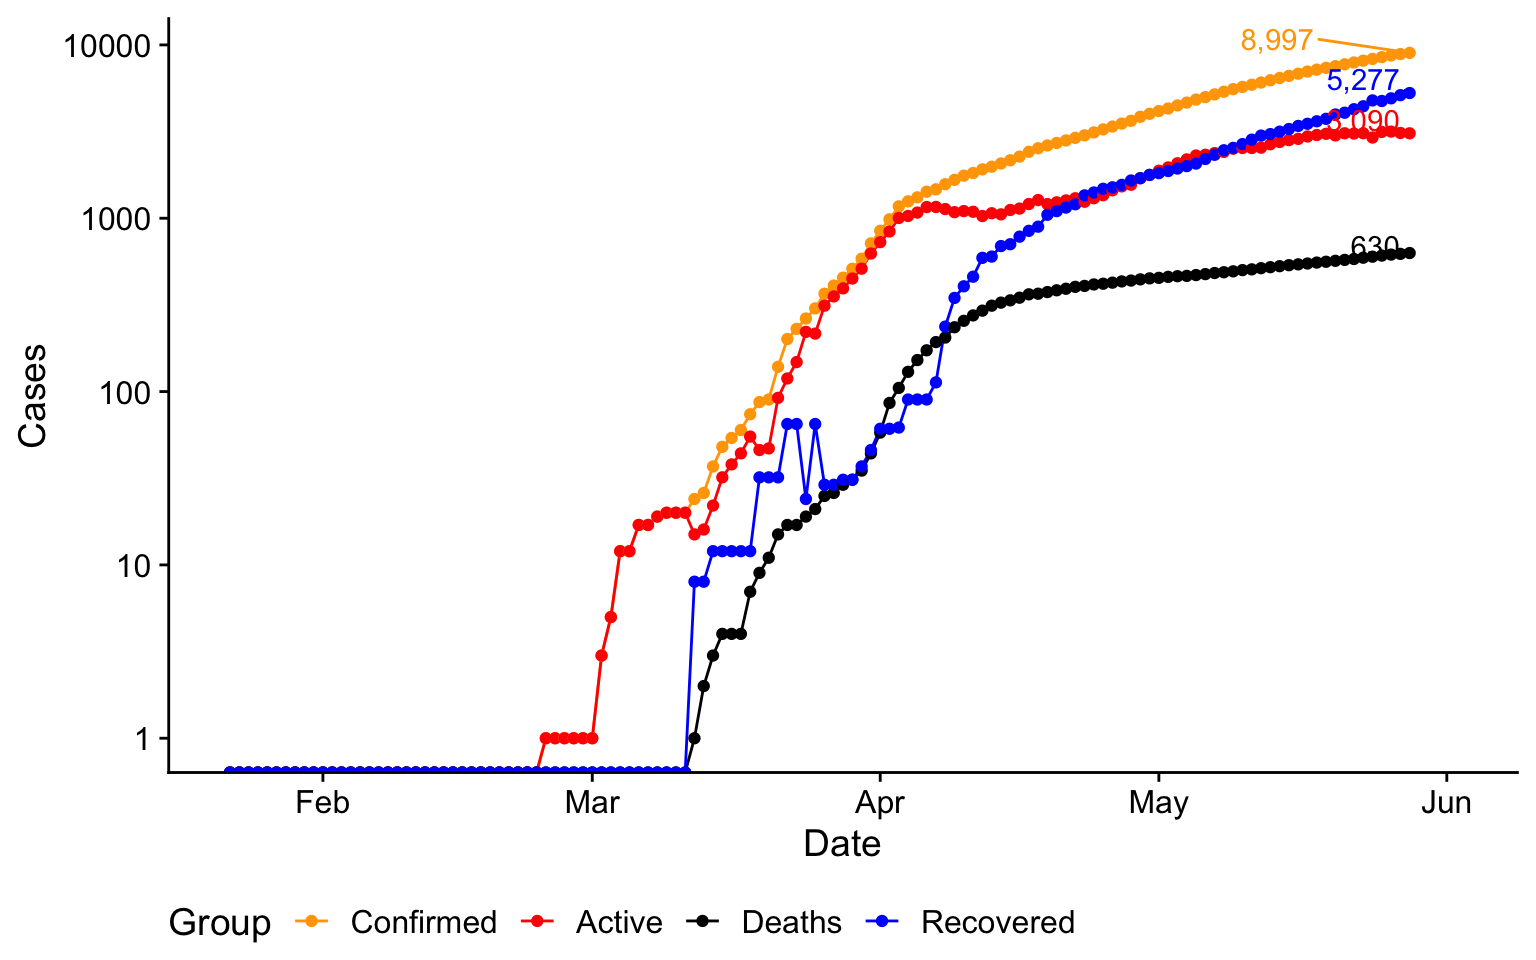 10000
1000
100
10
1
Cases
8,997
5,277
3,090
630
Feb Mar Apr May Jun
Date
Group Confirmed Active Deaths Recovered